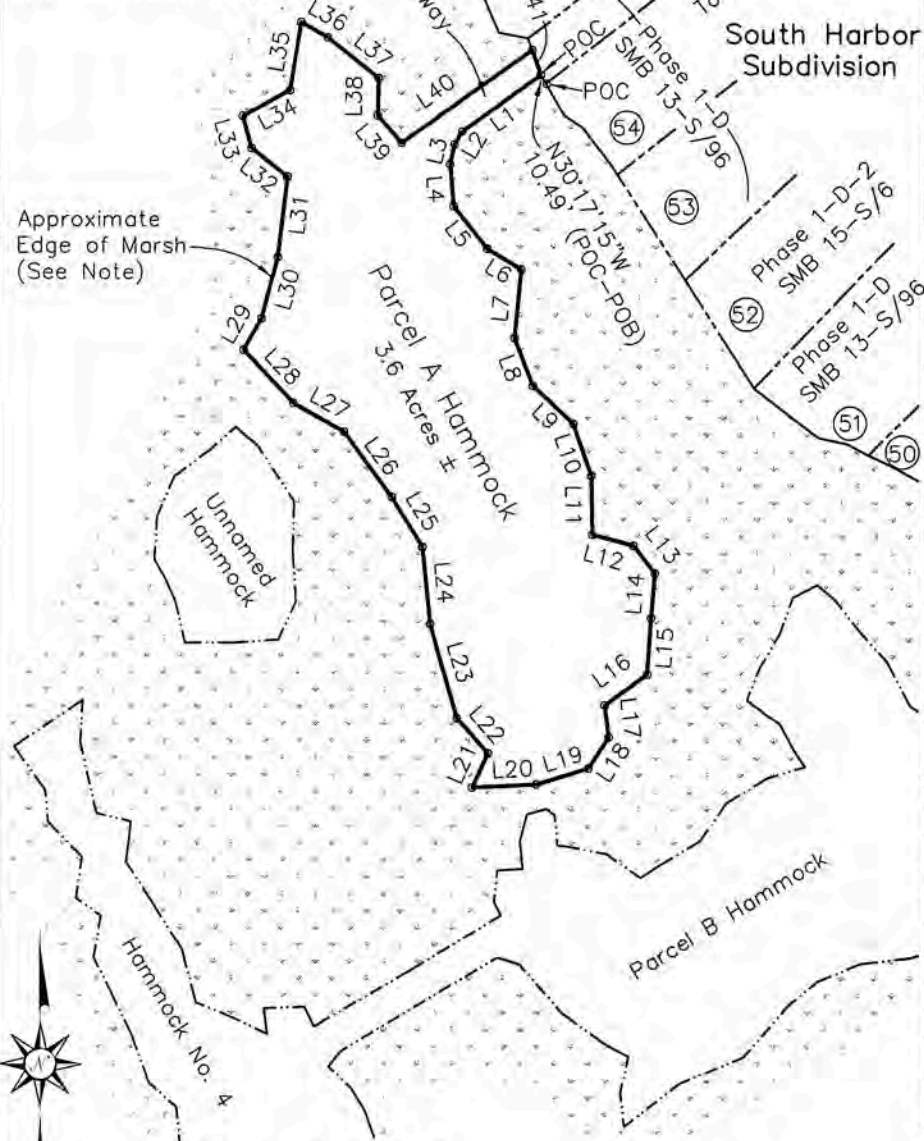 South Harbor
Subdivision
way
41
To
POC
POC
Phase 1-D
SMB 13-S/96
54
53
Phase 1-D-2
SMB 15-S/6
52
Phase 1-D
SMB 13-S/96
51
50
N30°17'15"W
10.49'
(POC-POB)
L36
L35
L37
L38
L40
L1
L2
L3
L39
L34
L33
L32
L4
L31
L5
L6
Approximate
Edge of Marsh
(See Note)
L30
L7
L29
L8
L28
L9
L27
L10
L26
L11
L25
L12
L13
L24
L14
L15
L23
L16
L17
L22
L18
L21
L20
L19
Parcel A Hammock
3.6 Acres ±
Unnamed
Hammock
Parcel B Hammock
Hammock No. 4
N